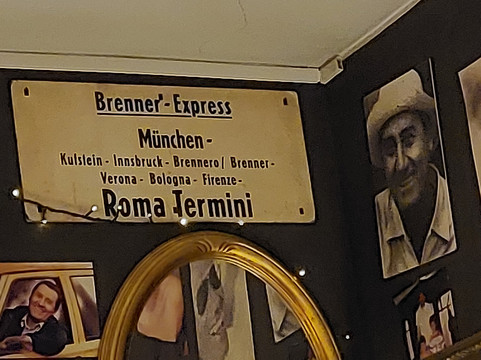 Brenner-Express
München-
Kufstein - Innsbruck - Brennero/ Brenner-
Verona - Bologna - Firenze-
Roma Termini